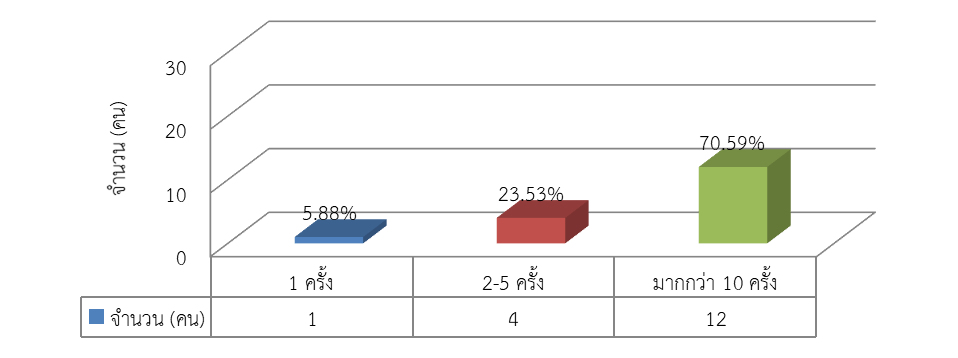 จำนวน (คน)
30
20
10
0
5.88%
23.53%
70.59%
1 ครั้ง 2-5 ครั้ง มากกว่า 10 ครั้ง
จำนวน (คน) 1 4 12